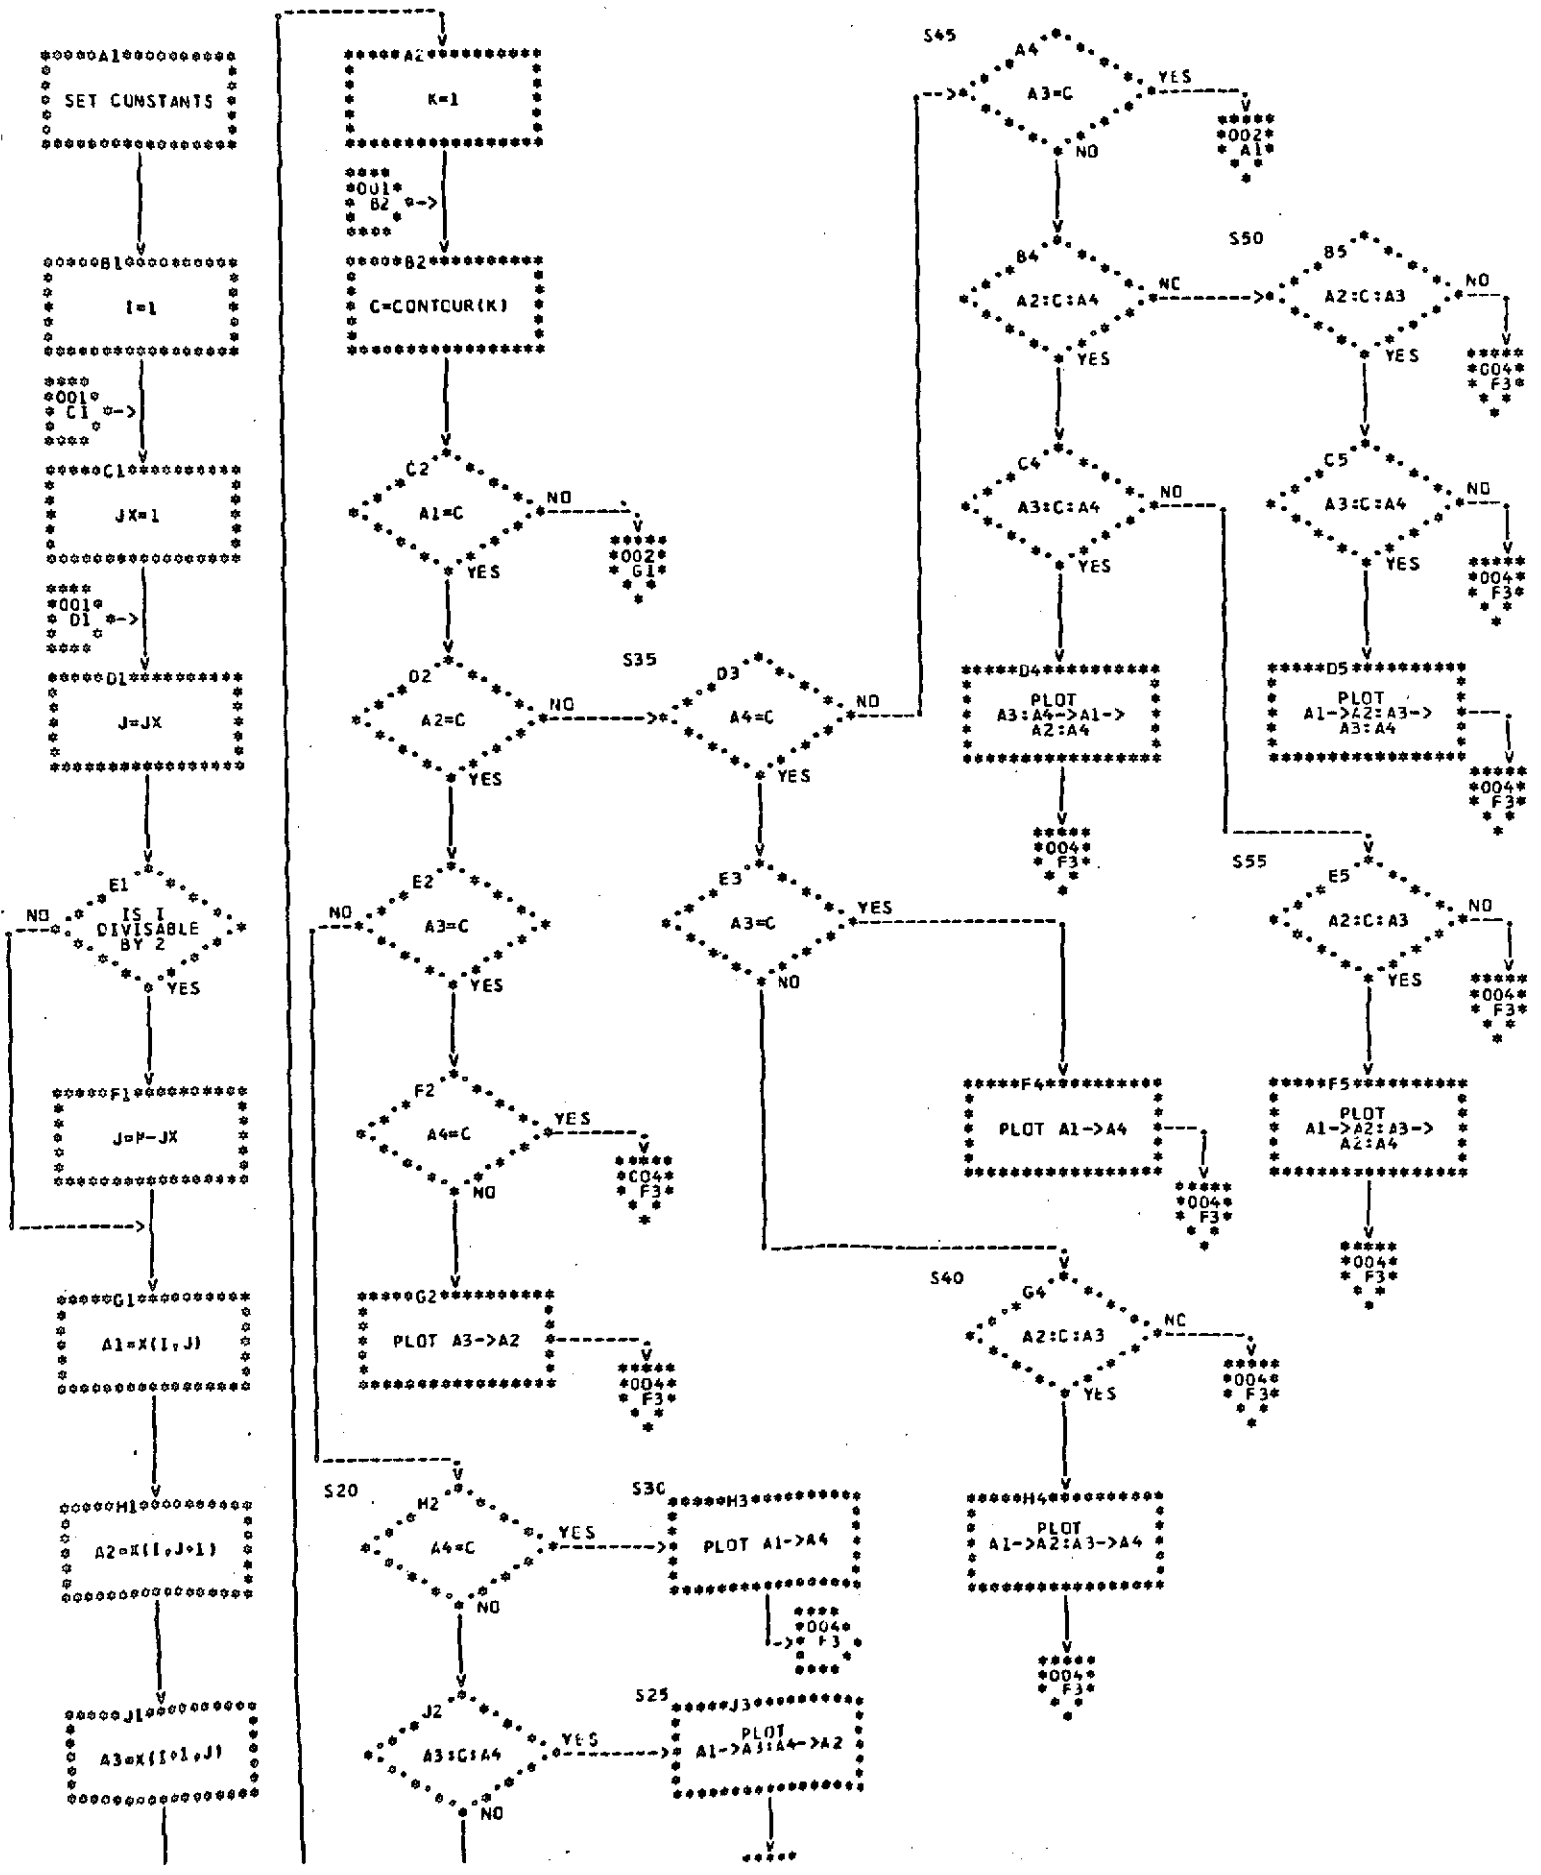 A1
SET CUNSTANTS
B1
I=1
001
C1
C1
JX=1
001
D1
D1
J=JX
E1
IS I
DIVISABLE
BY 2
NO
YES
F1
J=M-JX
G1
A1=X(I,J)
H1
A2=X(I,J+1)
J1
A3=X(I+1,J)
A2
K=1
001
B2
B2
C=CONTOUR(K)
C2
A1=C
NO
YES
002
G1
D2
A2=C
NO
YES
E2
A3=C
NO
YES
F2
A4=C
YES
NO
004
F3
G2
PLOT A3->A2
004
F3
S20
H2
A4=C
YES
NO
J2
A3:C:A4
YES
NO
S35
D3
A4=C
NO
YES
E3
A3=C
YES
NO
S30
H3
PLOT A1->A4
004
F3
S25
J3
PLOT
A1->A3:A4->A2
S45
A4
A3=C
YES
NO
002
A1
B4
A2:C:A4
NC
YES
C4
A3:C:A4
NO
YES
D4
PLOT
A3:A4->A1->
A2:A4
004
F3
F4
PLOT A1->A4
004
F3
S40
G4
A2:C:A3
NC
YES
004
F3
H4
PLOT
A1->A2:A3->A4
004
F3
S50
B5
A2:C:A3
NO
YES
004
F3
C5
A3:C:A4
NO
YES
004
F3
D5
PLOT
A1->A2:A3->
A3:A4
004
F3
S55
E5
A2:C:A3
NO
YES
004
F3
F5
PLOT
A1->A2:A3->
A2:A4
004
F3